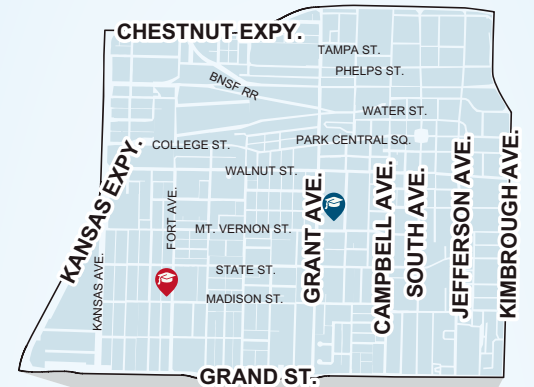 CHESTNUT EXPY.
TAMPA ST.
PHELPS ST.
BNSF RR
WATER ST.
PARK CENTRAL SQ.
COLLEGE ST.
WALNUT ST.
KANSAS EXPY.
FORT AVE.
GRANT AVE.
CAMPBELL AVE.
SOUTH AVE.
JEFFERSON AVE.
KIMBROUGH AVE.
MT. VERNON ST.
KANSAS AVE.
STATE ST.
MADISON ST.
GRAND ST.